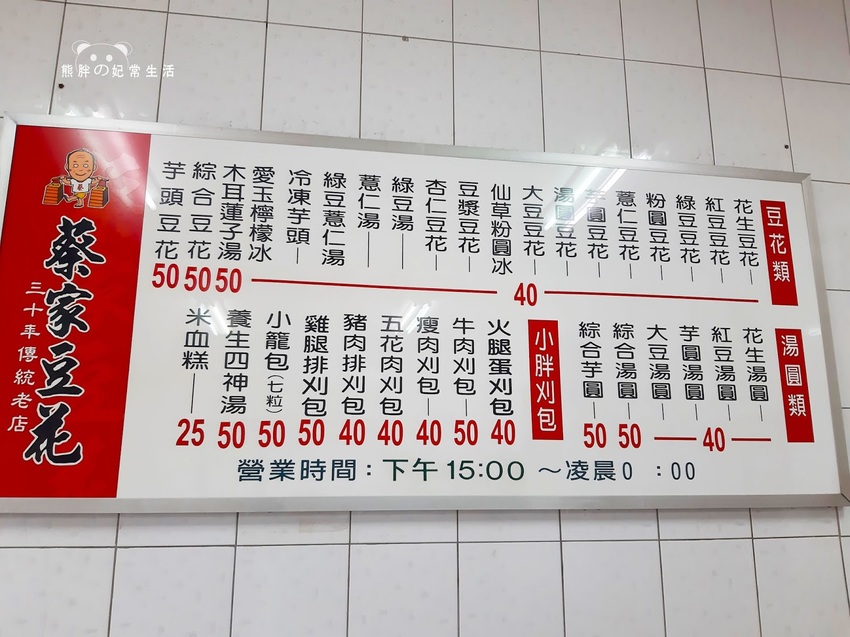 熊胖の妃常生活
蔡家豆花
三十年傳統老店
豆花類
花生豆花
紅豆豆花
綠豆豆花
粉圓豆花
薏仁豆花
芋圓豆花
湯圓豆花
大豆豆花
仙草粉圓冰
豆漿豆花
杏仁豆花
綠豆湯
薏仁湯
綠豆薏仁湯
冷凍芋頭
愛玉檸檬冰
40
木耳蓮子湯 50
綜合豆花 50
芋頭豆花 50
湯圓類
花生湯圓
紅豆湯圓
芋圓湯圓
大豆湯圓
40
綜合湯圓 50
綜合芋圓 50
小胖刈包
火腿蛋刈包 40
牛肉刈包 50
瘦肉刈包 40
五花肉刈包 40
豬肉排刈包 40
雞腿排刈包 50
小籠包(七粒) 50
養生四神湯 50
米血糕 25
營業時間：下午15:00 ～凌晨0 ：00